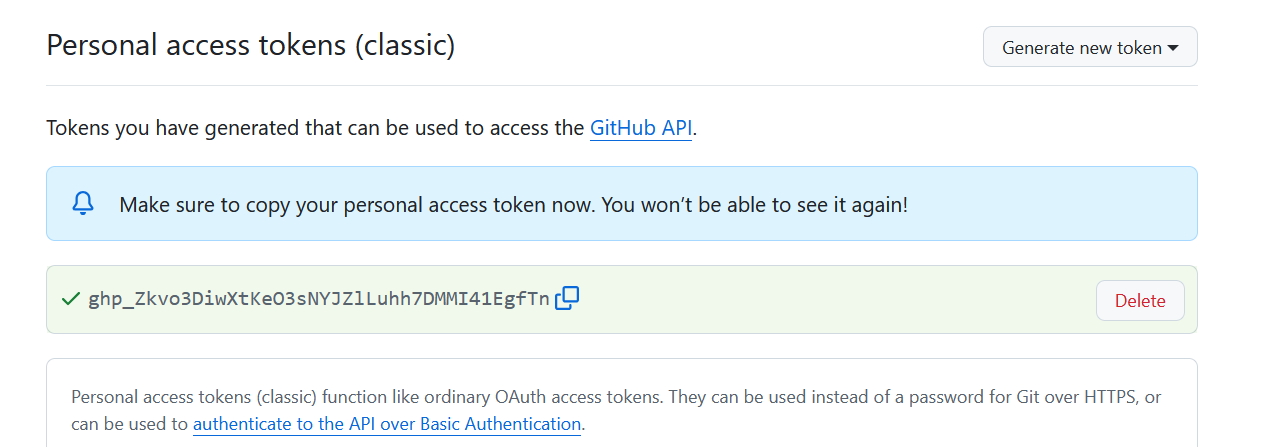 Personal access tokens (classic)
Generate new token
Tokens you have generated that can be used to access the GitHub API.
Make sure to copy your personal access token now. You won’t be able to see it again!
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
Delete
Personal access tokens (classic) function like ordinary OAuth access tokens. They can be used instead of a password for Git over HTTPS, or
can be used to authenticate to the API over Basic Authentication.